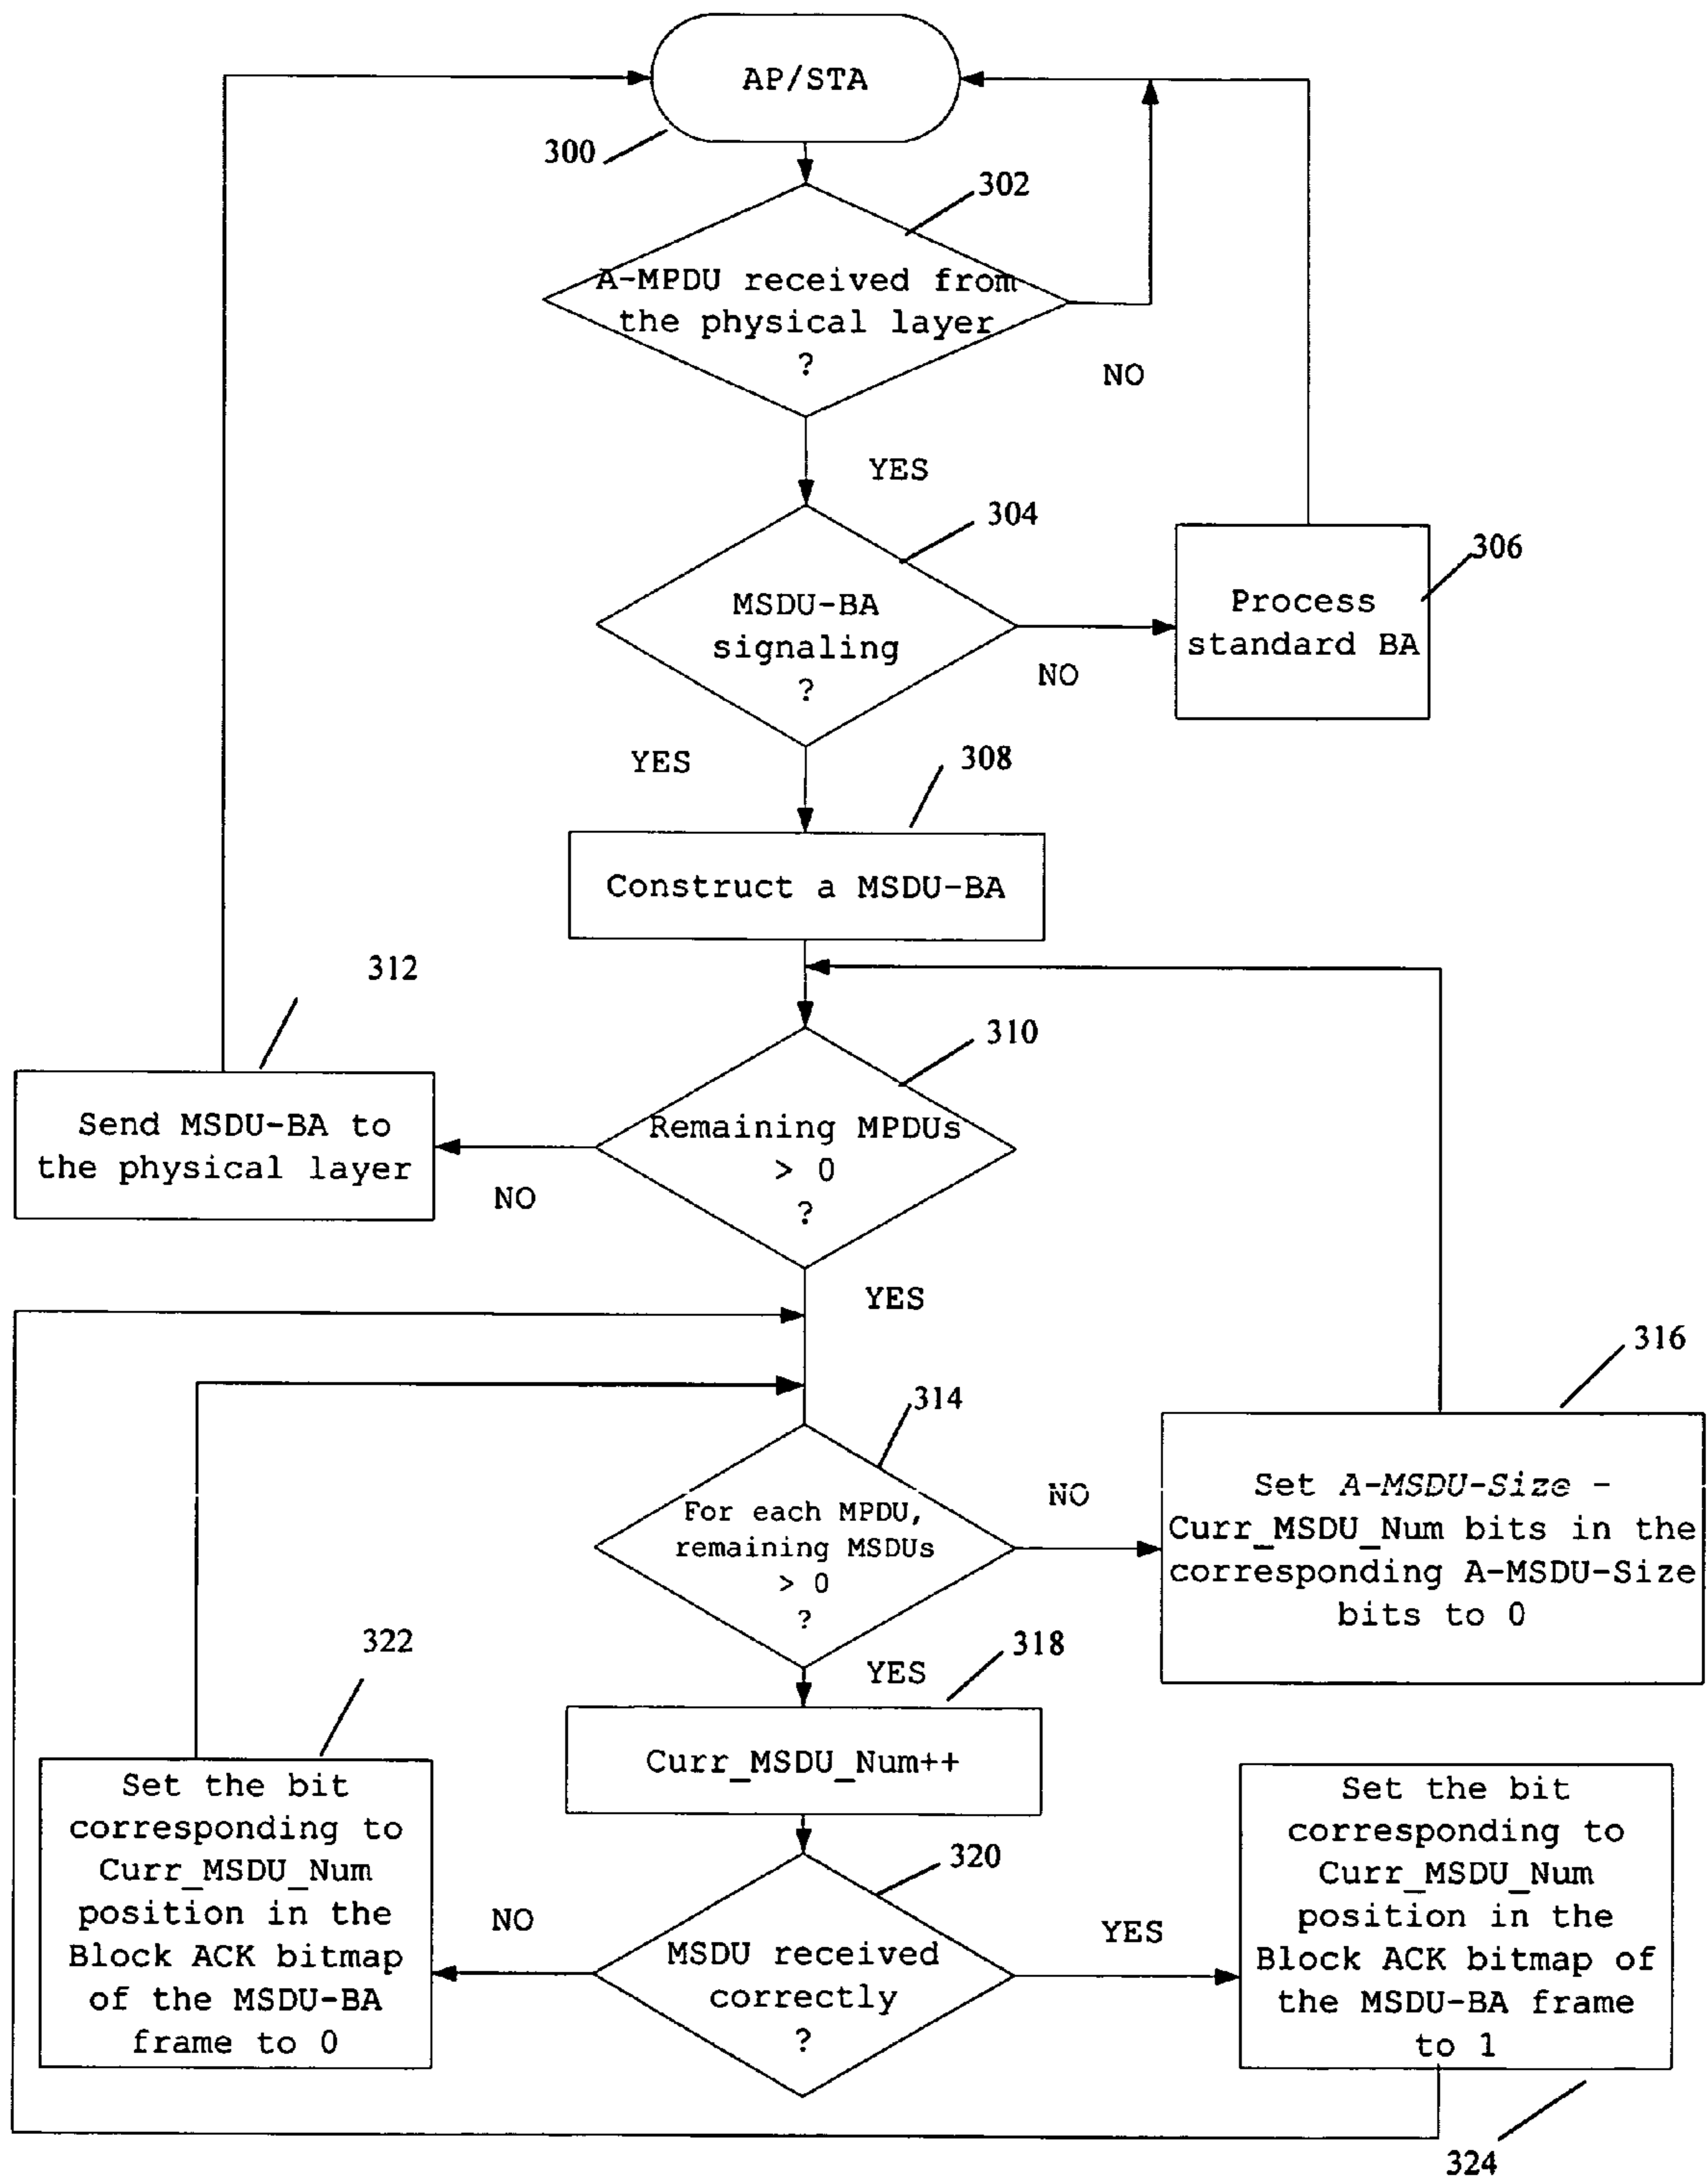 AP/STA
300
302
A-MPDU received from
the physical layer
?
NO
YES
304
MSDU-BA
signaling
?
NO
306
Process
standard BA
YES
308
Construct a MSDU-BA
312
310
Send MSDU-BA to
the physical layer
Remaining MPDUs
> 0
?
NO
YES
316
314
For each MPDU,
remaining MSDUs
> 0
?
NO
Set A-MSDU-Size -
Curr_MSDU_Num bits in the
corresponding A-MSDU-Size
bits to 0
322
YES
318
Curr_MSDU_Num++
Set the bit
corresponding to
Curr_MSDU_Num
position in the
Block ACK bitmap
of the MSDU-BA
frame to 0
320
NO
MSDU received
correctly
?
YES
Set the bit
corresponding to
Curr_MSDU_Num
position in the
Block ACK bitmap of
the MSDU-BA frame
to 1
324